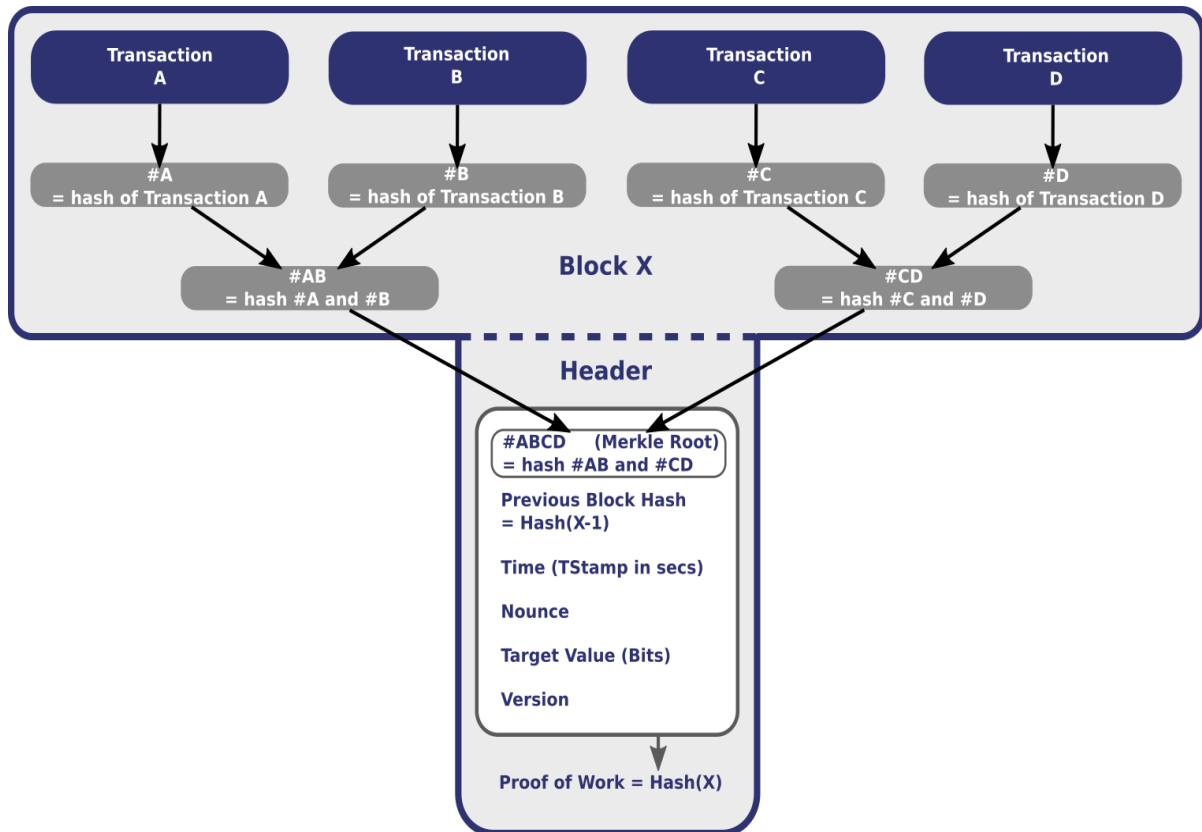 Transaction
A
Transaction
B
Transaction
C
Transaction
D
#A
= hash of Transaction A
#B
= hash of Transaction B
#C
= hash of Transaction C
#D
= hash of Transaction D
#AB
= hash #A and #B
Block X
#CD
= hash #C and #D
Header
#ABCD (Merkle Root)
= hash #AB and #CD
Previous Block Hash
= Hash(X-1)
Time (TStamp in secs)
Nounce
Target Value (Bits)
Version
Proof of Work = Hash(X)